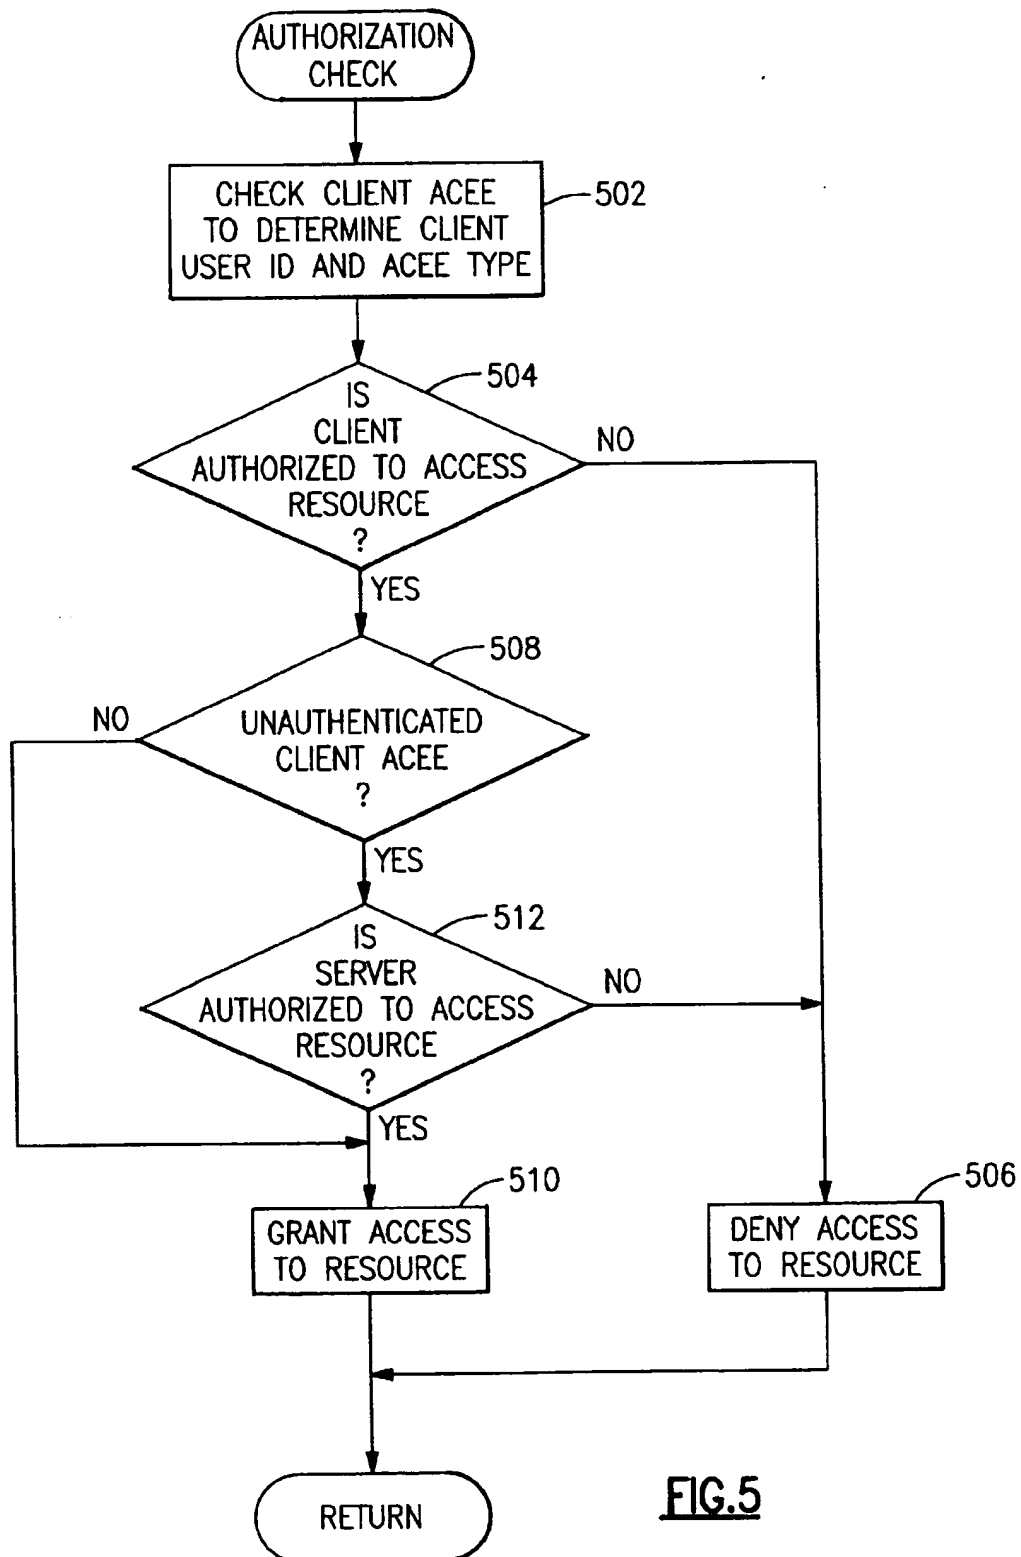 AUTHORIZATION
CHECK
CHECK CLIENT ACEE
TO DETERMINE CLIENT
USER ID AND ACEE TYPE
502
IS
CLIENT
AUTHORIZED TO ACCESS
RESOURCE
?
504
NO
YES
508
NO
UNAUTHENTICATED
CLIENT ACEE
?
YES
512
IS
SERVER
AUTHORIZED TO ACCESS
RESOURCE
?
NO
YES
510
GRANT ACCESS
TO RESOURCE
506
DENY ACCESS
TO RESOURCE
RETURN
FIG.5